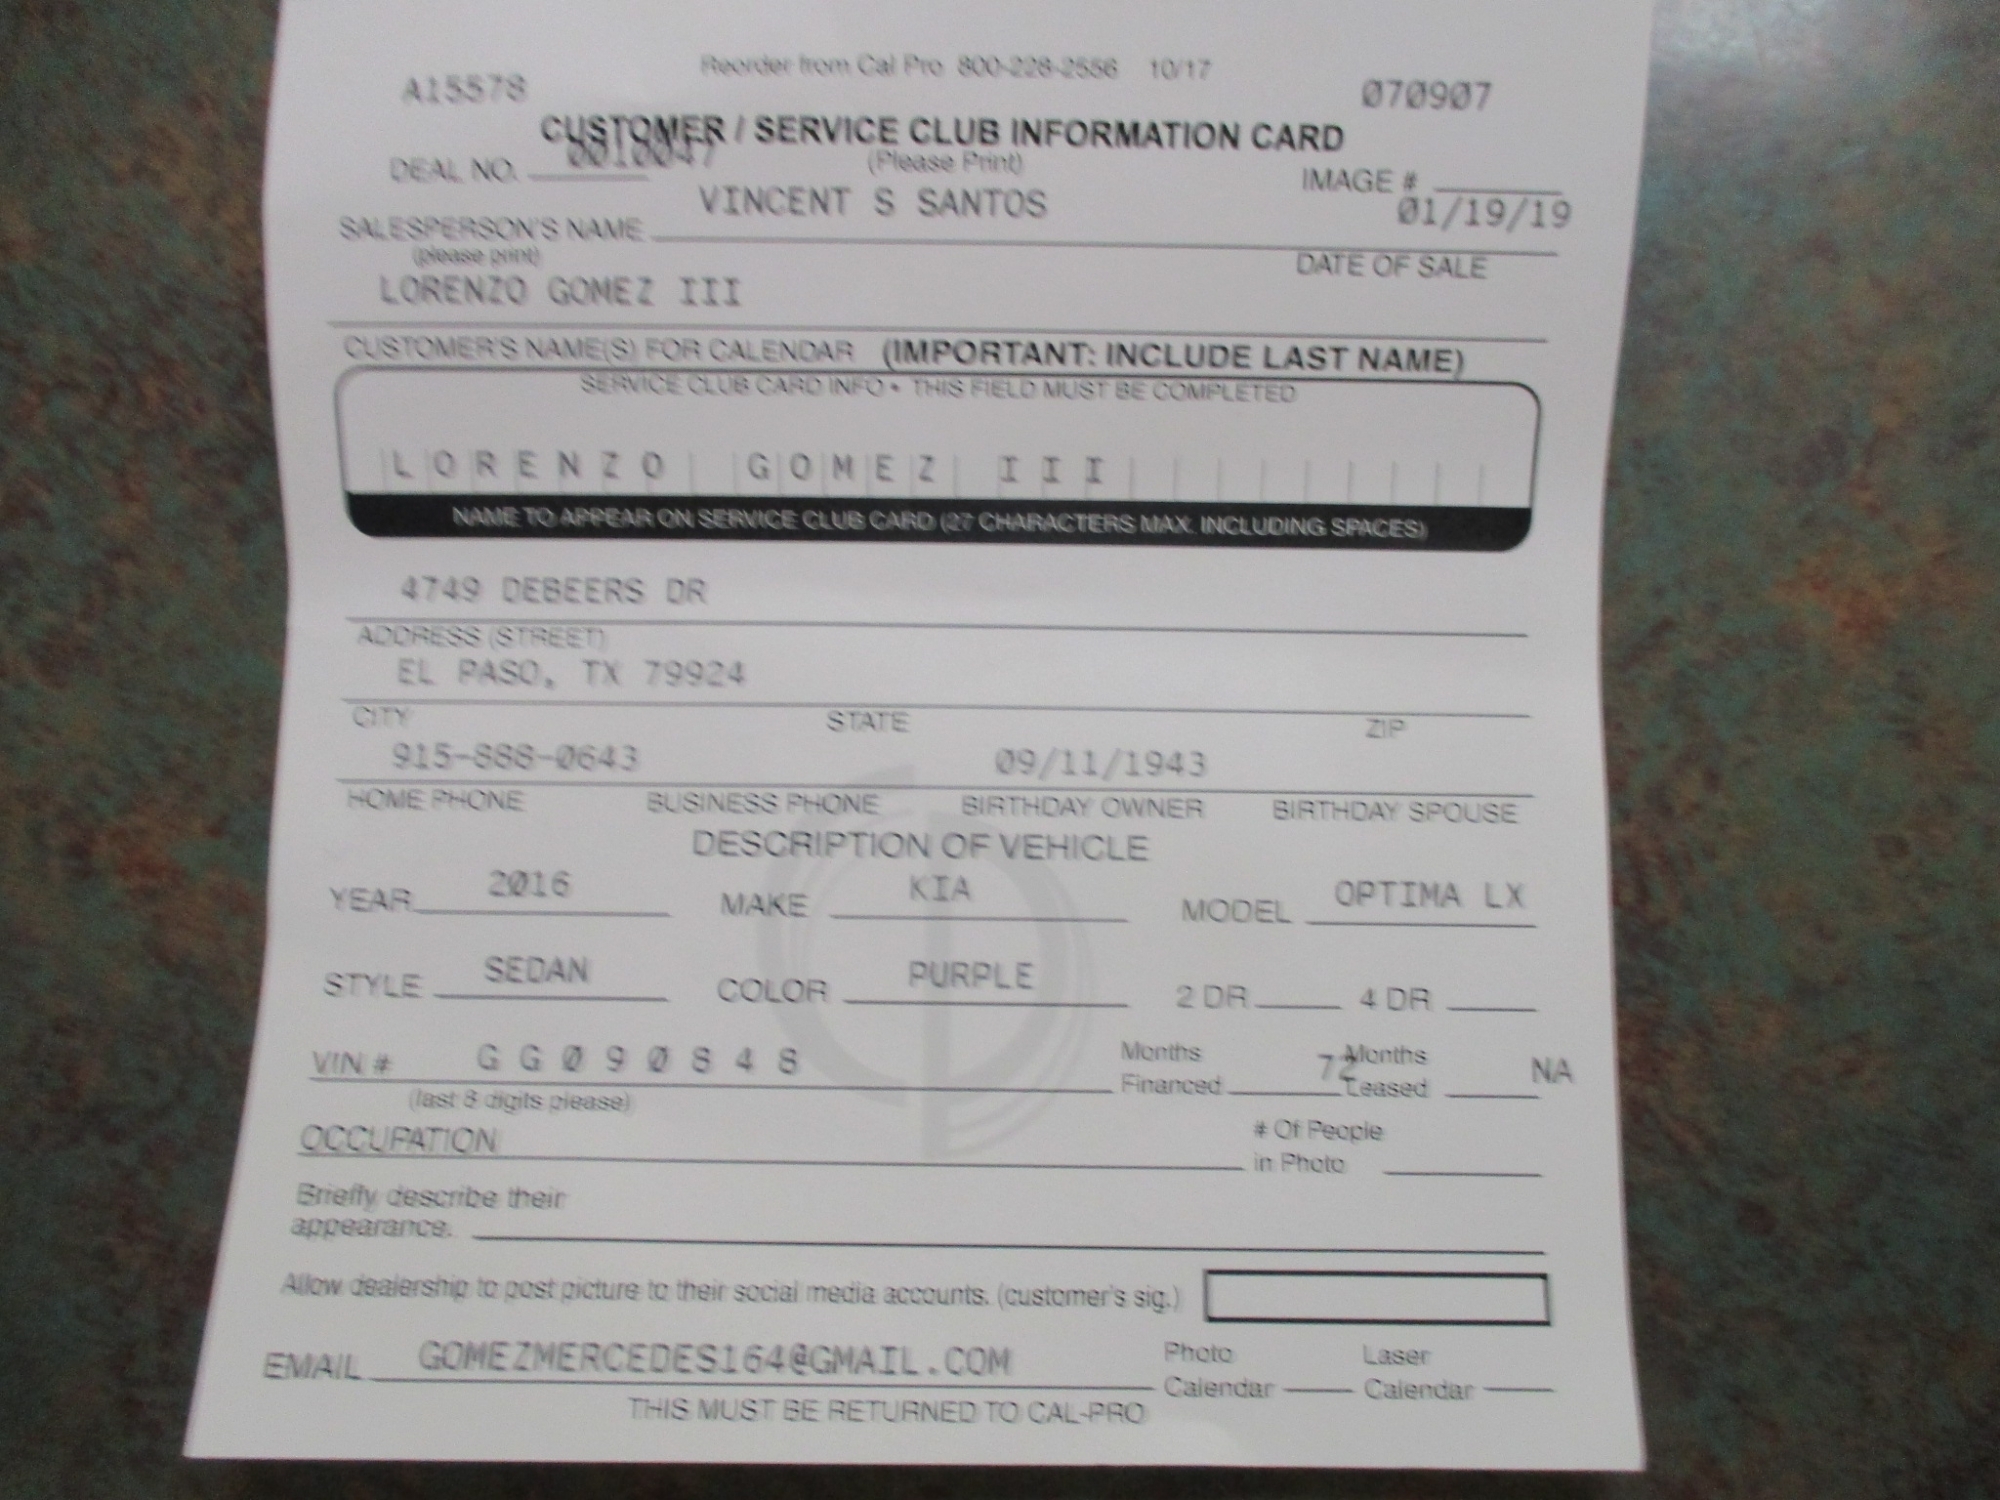 Reorder from Cal Pro 800-228-2556 10/17
A15578 070907
CUSTOMER / SERVICE CLUB INFORMATION CARD
DEAL NO. 0010047 (Please Print) IMAGE #
VINCENT S SANTOS 01/19/19
SALESPERSON'S NAME
(please print) DATE OF SALE
LORENZO GOMEZ III
CUSTOMER'S NAME(S) FOR CALENDAR (IMPORTANT: INCLUDE LAST NAME)
SERVICE CLUB CARD INFO • THIS FIELD MUST BE COMPLETED
LORENZO GOMEZ III
NAME TO APPEAR ON SERVICE CLUB CARD (27 CHARACTERS MAX. INCLUDING SPACES)
4749 DEBEERS DR
ADDRESS (STREET)
EL PASO, TX 79924
CITY STATE ZIP
915-888-0643 09/11/1943
HOME PHONE BUSINESS PHONE BIRTHDAY OWNER BIRTHDAY SPOUSE
DESCRIPTION OF VEHICLE
YEAR 2016 MAKE KIA MODEL OPTIMA LX
STYLE SEDAN COLOR PURPLE 2 DR 4 DR
VIN # GG090848 Months Financed 72 Months Leased NA
(last 8 digits please)
OCCUPATION # Of People in Photo
Briefly describe their
appearance.
Allow dealership to post picture to their social media accounts. (customer's sig.)
EMAIL GOMEZMERCEDES164@GMAIL.COM Photo Calendar Laser Calendar
THIS MUST BE RETURNED TO CAL-PRO